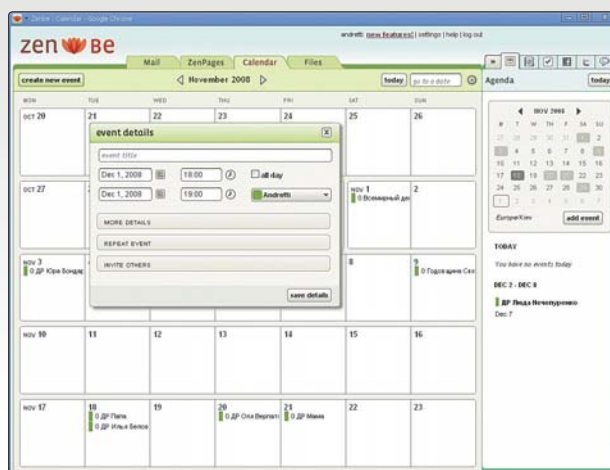 Zenbe - Calendar - Google Chrome
zen BE
andretti [new features!] | settings | help | log out
Mail ZenPages Calendar Files
create new event November 2008 today go to a date
MON TUE WED THU FRI SAT SUN
OCT 20 21 22 23 24 25 26
event details
event title
Dec 1, 2008 18:00 all day
Dec 1, 2008 19:00 Andretti
MORE DETAILS
REPEAT EVENT
INVITE OTHERS
save details
OCT 27 NOV 1 2
0 Всемирный де
NOV 3 8 9
0 ДР Юра Бондар 0 Годовщина
NOV 10 11 12 13 14 15 16
NOV 17 18 19 20 21 22 23
0 ДР Папа 0 ДР Оля 0 ДР Мама
0 ДР Илья Белов
Agenda today
NOV 2008
M T W TH F SA SU
27 28 29 30 31 1 2
3 4 5 6 7 8 9
10 11 12 13 14 15 16
17 18 19 20 21 22 23
24 25 26 27 28 29 30
1 2 3 4 5 6 7
Europe/Kiev add event
TODAY
You have no events today
DEC 2 - DEC 8
ДР Люда Нечепуренко
Dec 7